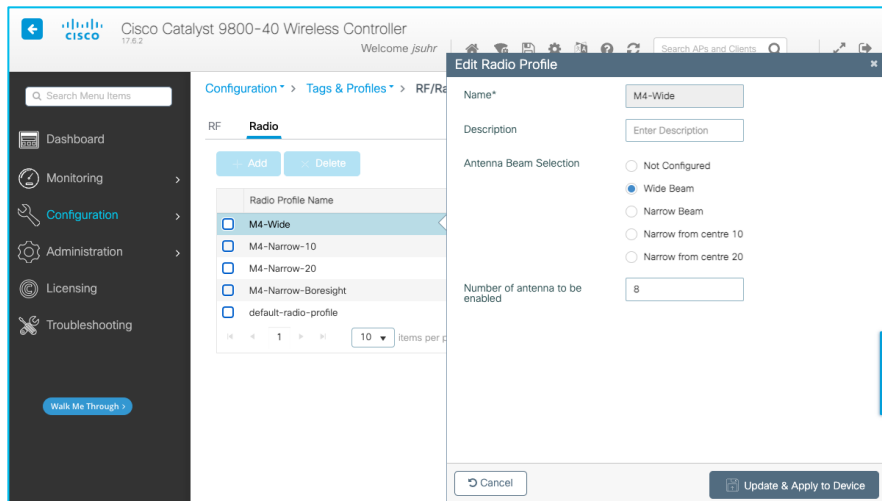 CISCO
Cisco Catalyst 9800-40 Wireless Controller
17.6.2
Welcome jsuhr
Search APs and Clients
Search Menu Items
Dashboard
Monitoring
Configuration
Administration
Licensing
Troubleshooting
Walk Me Through >
Configuration > Tags & Profiles > RF/Ra
RF Radio
+ Add × Delete
Radio Profile Name
M4-Wide
M4-Narrow-10
M4-Narrow-20
M4-Narrow-Boresight
default-radio-profile
1 10 items per p
Edit Radio Profile
Name* M4-Wide
Description Enter Description
Antenna Beam Selection Not Configured
Wide Beam
Narrow Beam
Narrow from centre 10
Narrow from centre 20
Number of antenna to be
enabled
8
Cancel
Update & Apply to Device